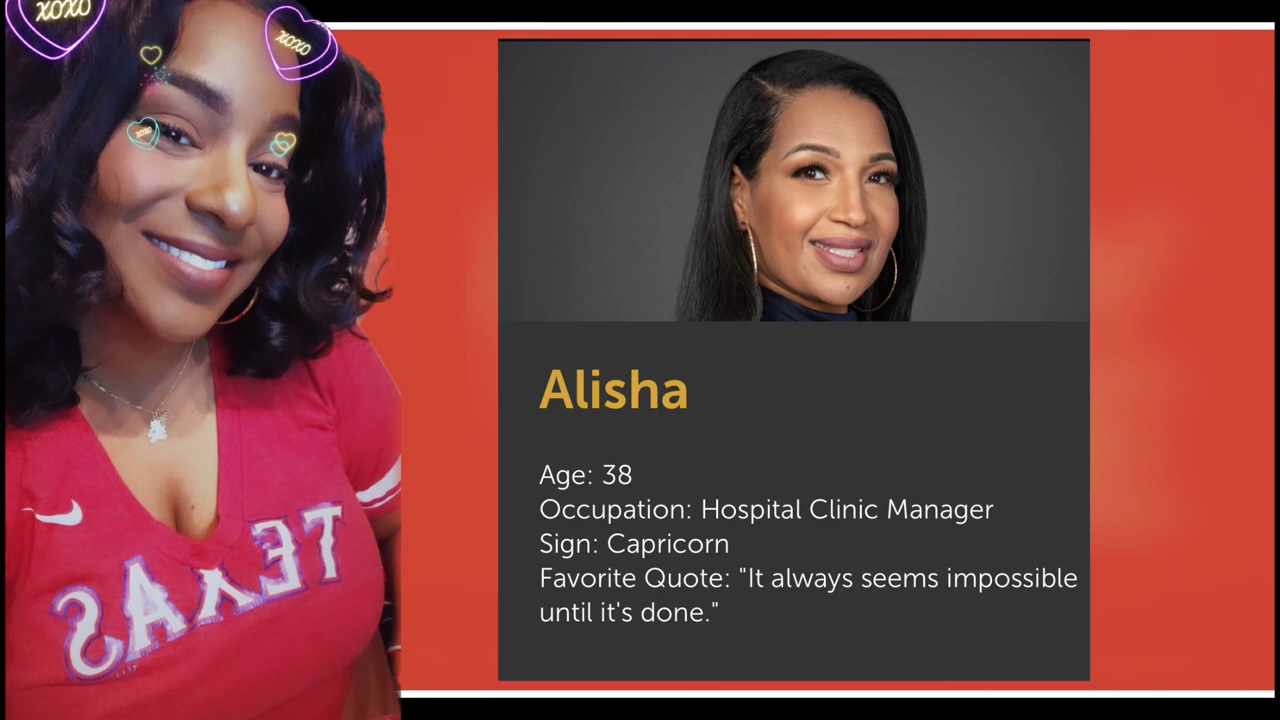 xoxo
xoxo
xoxo
TEXAS
Alisha
Age: 38
Occupation: Hospital Clinic Manager
Sign: Capricorn
Favorite Quote: "It always seems impossible
until it's done."